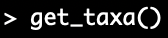 > get_taxa()